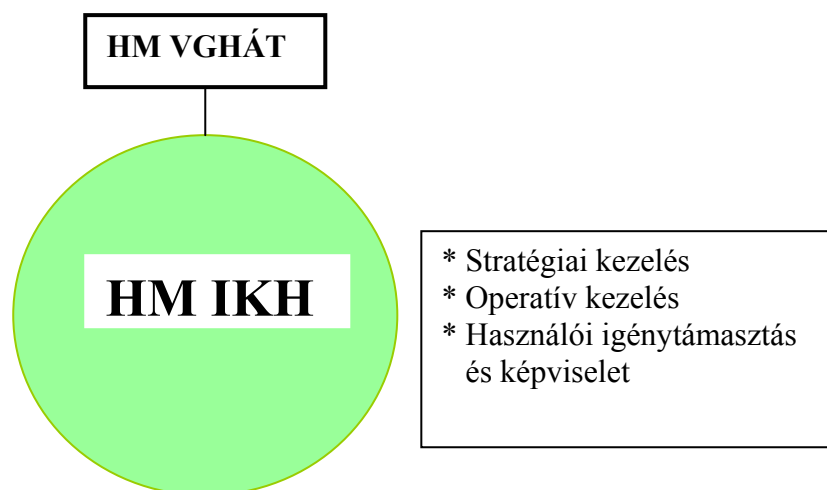 HM VGHÁT
HM IKH
* Stratégiai kezelés
* Operatív kezelés
* Használói igénytámasztás
és képviselet